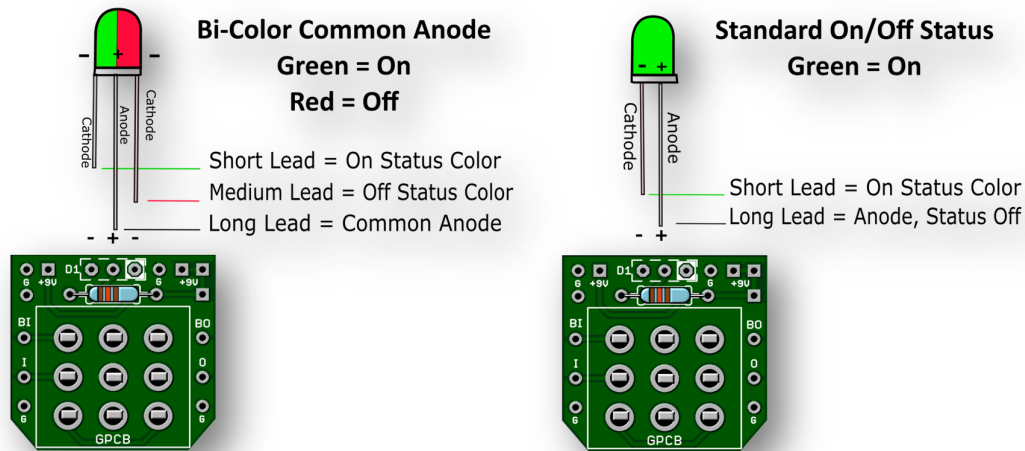 Bi-Color Common Anode
Green = On
Red = Off
- + -
Cathode
Anode
Cathode
Short Lead = On Status Color
Medium Lead = Off Status Color
Long Lead = Common Anode
- + -
D1
G +9V G +9V
BI BO
I O
G G
GPCB
Standard On/Off Status
Green = On
- +
Cathode
Anode
Short Lead = On Status Color
Long Lead = Anode, Status Off
- +
D1
G +9V G +9V
BI BO
I O
G G
GPCB